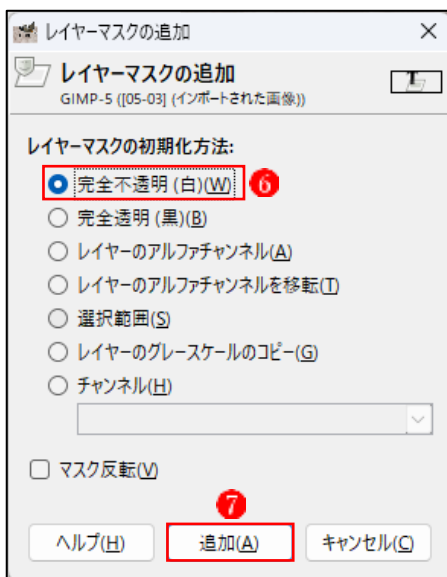 レイヤーマスクの追加
レイヤーマスクの追加
GIMP-5 ([05-03] (インポートされた画像))
レイヤーマスクの初期化方法:
完全不透明 (白)(W) 6
完全透明 (黒)(B)
レイヤーのアルファチャンネル(A)
レイヤーのアルファチャンネルを移転(T)
選択範囲(S)
レイヤーのグレースケールのコピー(G)
チャンネル(H)
マスク反転(V)
7
ヘルプ(H) 追加(A) キャンセル(C)